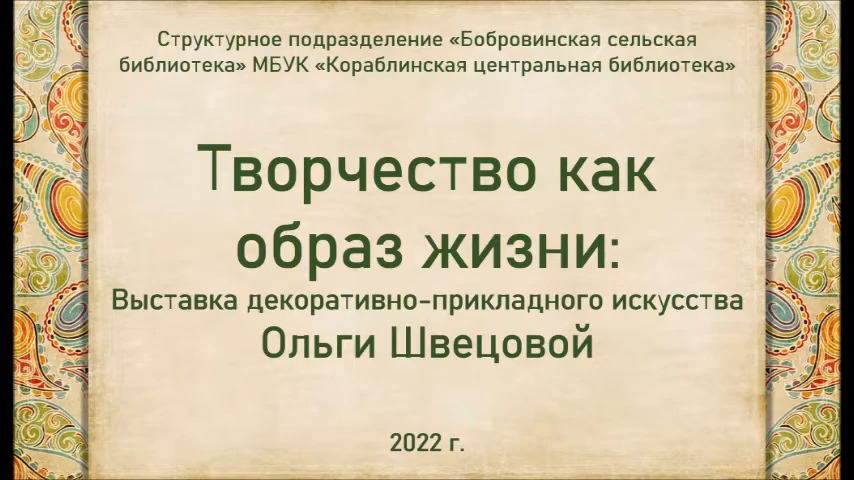 Структурное подразделение «Бобровинская сельская
библиотека» МБУК «Кораблинская центральная библиотека»
Творчество как
образ жизни:
Выставка декоративно-прикладного искусства
Ольги Швецовой
2022 г.